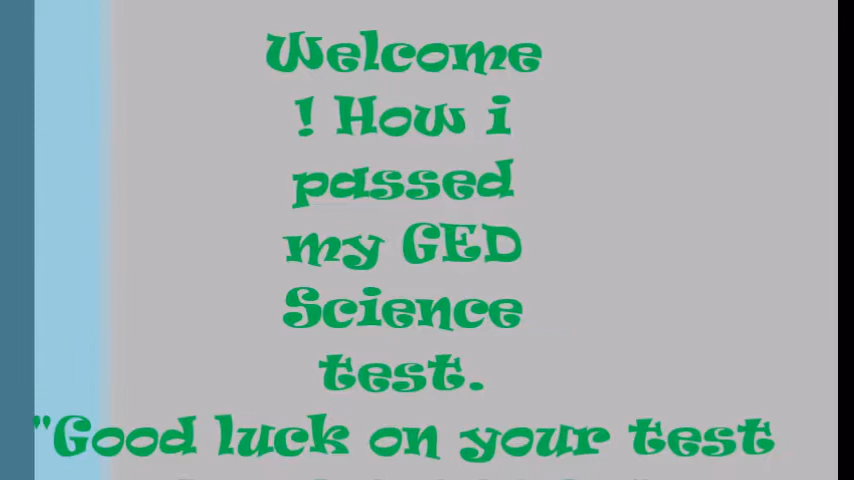 Welcome
! How i
passed
my GED
Science
test.
"Good luck on your test